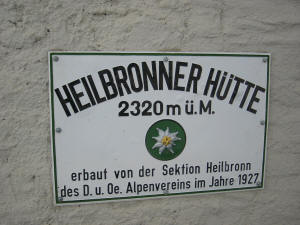 HEILBRONNER HÜTTE
2320 m ü.M.
erbaut von der Sektion Heilbronn
des D. u. Oe. Alpenvereins im Jahre 1927